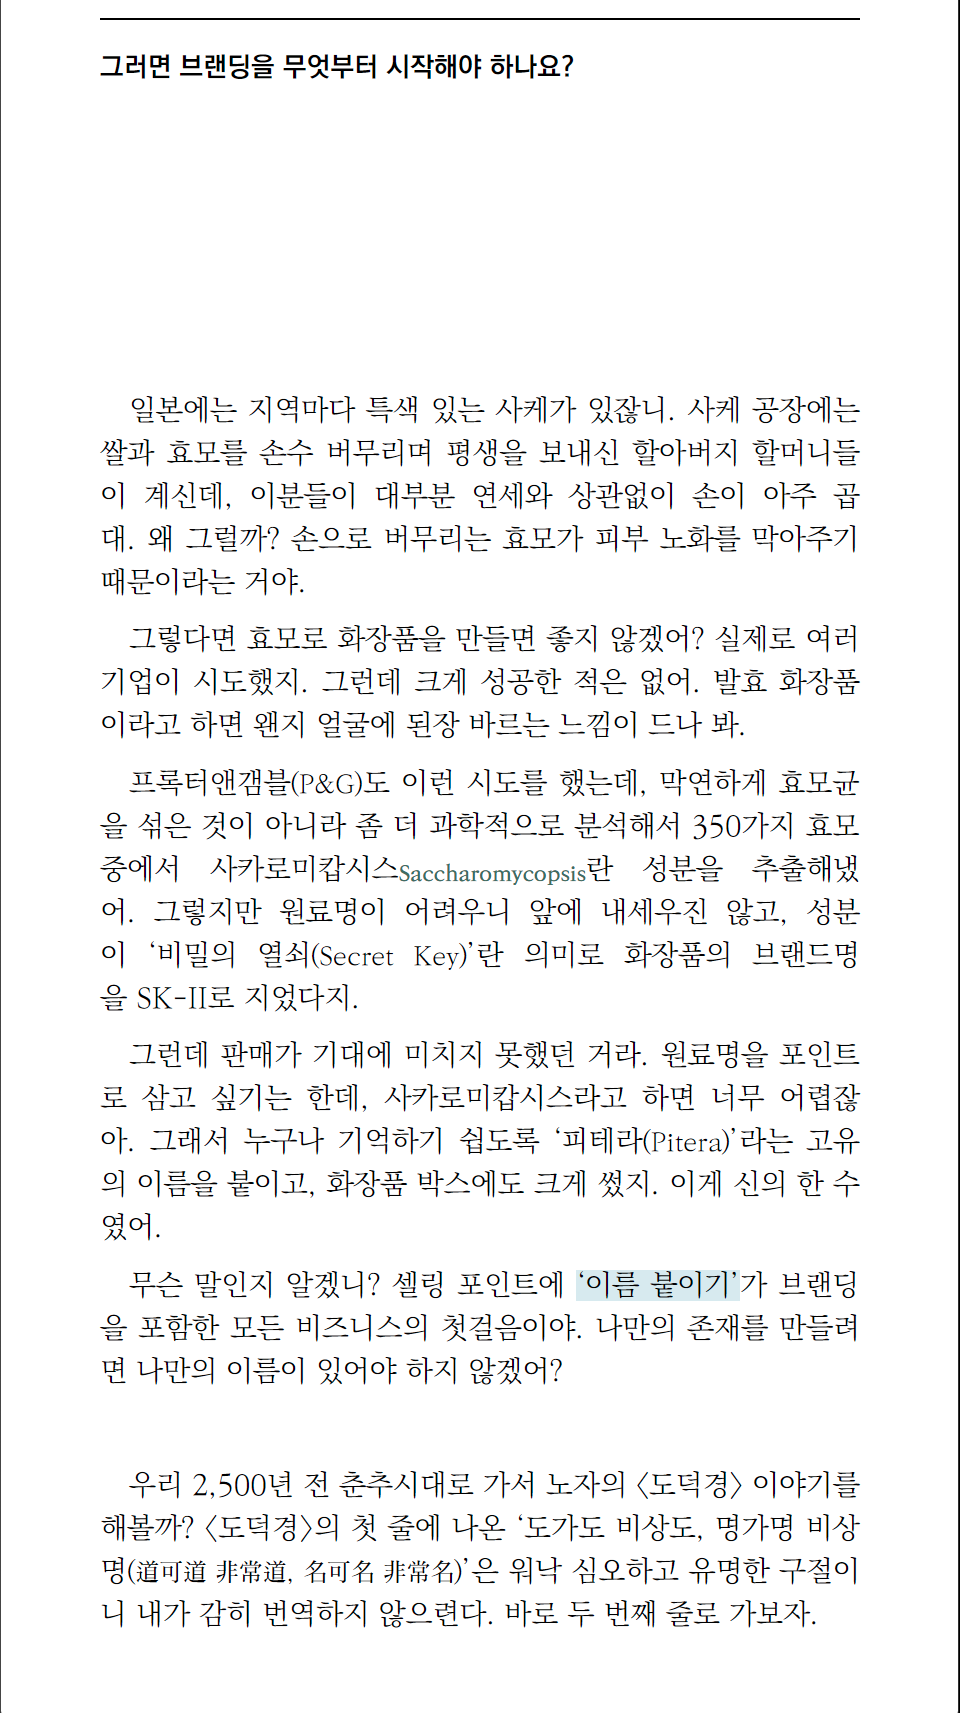 그러면 브랜딩을 무엇부터 시작해야 하나요?
일본에는 지역마다 특색 있는 사케가 있잖니. 사케 공장에는
쌀과 효모를 손수 버무리며 평생을 보내신 할아버지 할머니들
이 계신데, 이분들이 대부분 연세와 상관없이 손이 아주 곱
대. 왜 그럴까? 손으로 버무리는 효모가 피부 노화를 막아주기
때문이라는 거야.
그렇다면 효모로 화장품을 만들면 좋지 않겠어? 실제로 여러
기업이 시도했지. 그런데 크게 성공한 적은 없어. 발효 화장품
이라고 하면 왠지 얼굴에 된장 바르는 느낌이 드나 봐.
프록터앤갬블(P&G)도 이런 시도를 했는데, 막연하게 효모균
을 섞은 것이 아니라 좀 더 과학적으로 분석해서 350가지 효모
중에서 사카로미캅시스Saccharomycopsis란 성분을 추출해냈
어. 그렇지만 원료명이 어려우니 앞에 내세우진 않고, 성분
이 ‘비밀의 열쇠(Secret Key)’란 의미로 화장품의 브랜드명
을 SK-II로 지었다지.
그런데 판매가 기대에 미치지 못했던 거라. 원료명을 포인트
로 삼고 싶기는 한데, 사카로미캅시스라고 하면 너무 어렵잖
아. 그래서 누구나 기억하기 쉽도록 ‘피테라(Pitera)’라는 고유
의 이름을 붙이고, 화장품 박스에도 크게 썼지. 이게 신의 한 수
였어.
무슨 말인지 알겠니? 셀링 포인트에 ‘이름 붙이기’가 브랜딩
을 포함한 모든 비즈니스의 첫걸음이야. 나만의 존재를 만들려
면 나만의 이름이 있어야 하지 않겠어?
우리 2,500년 전 춘추시대로 가서 노자의 〈도덕경〉 이야기를
해볼까? 〈도덕경〉의 첫 줄에 나온 ‘도가도 비상도, 명가명 비상
명(道可道 非常道, 名可名 非常名)’은 워낙 심오하고 유명한 구절이
니 내가 감히 번역하지 않으련다. 바로 두 번째 줄로 가보자.